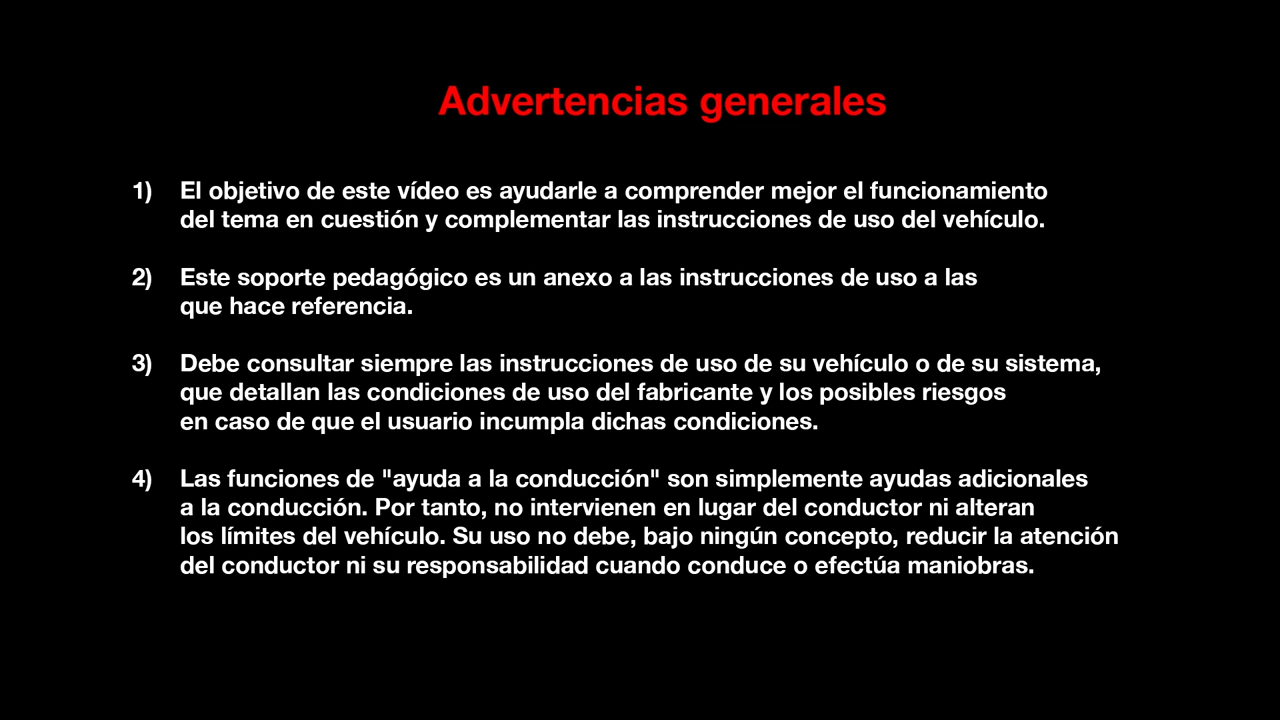 Advertencias generales
1) El objetivo de este vídeo es ayudarle a comprender mejor el funcionamiento
del tema en cuestión y complementar las instrucciones de uso del vehículo.
2) Este soporte pedagógico es un anexo a las instrucciones de uso a las
que hace referencia.
3) Debe consultar siempre las instrucciones de uso de su vehículo o de su sistema,
que detallan las condiciones de uso del fabricante y los posibles riesgos
en caso de que el usuario incumpla dichas condiciones.
4) Las funciones de "ayuda a la conducción" son simplemente ayudas adicionales
a la conducción. Por tanto, no intervienen en lugar del conductor ni alteran
los límites del vehículo. Su uso no debe, bajo ningún concepto, reducir la atención
del conductor ni su responsabilidad cuando conduce o efectúa maniobras.